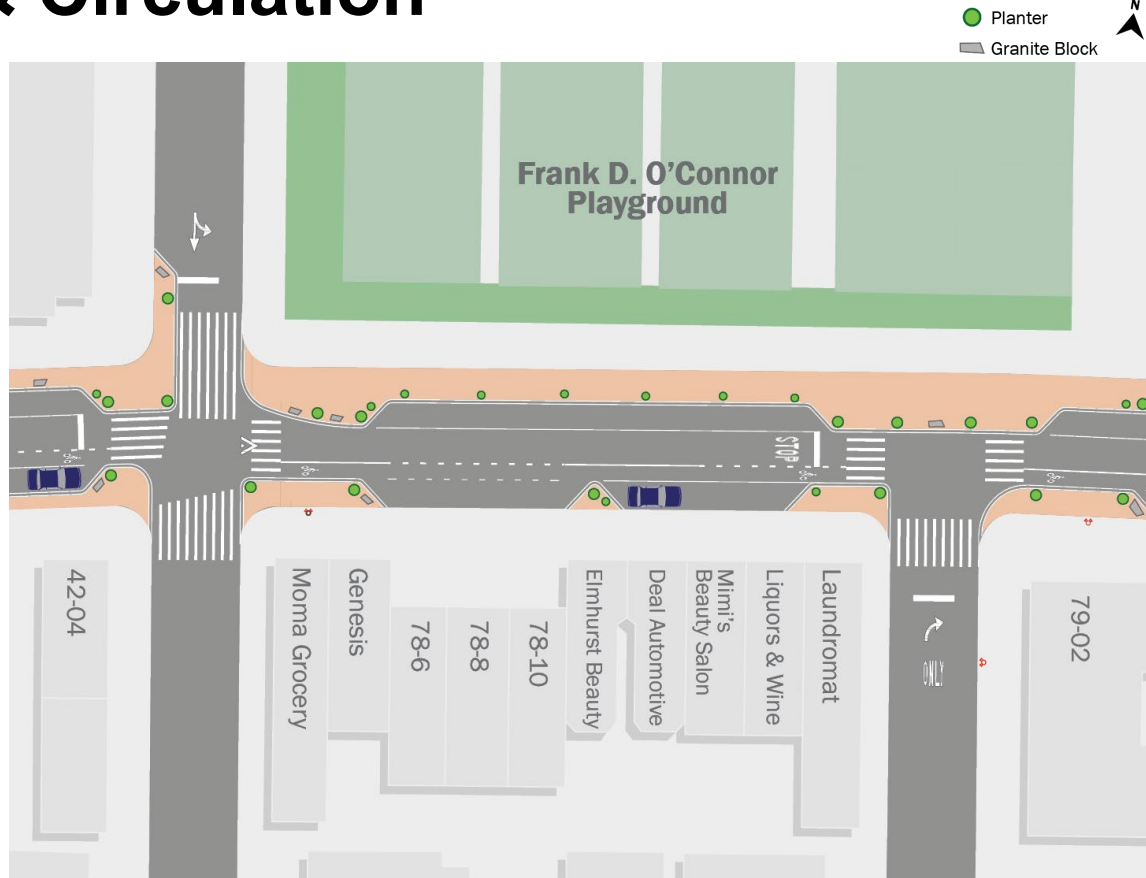 Circulation
N
Planter
Granite Block
Frank D. O'Connor
Playground
STOP
42-04
Moma Grocery
Genesis
78-6
78-8
78-10
Elmhurst Beauty
Deal Automotive
Mimi's
Beauty Salon
Liquors & Wine
Laundromat
79-02
ONLY